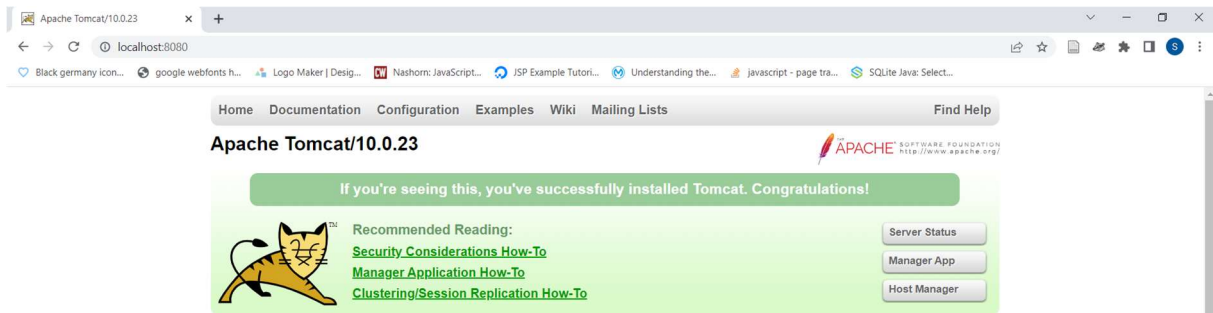 Apache Tomcat/10.0.23
localhost:8080
Black germany icon... google webfonts h... Logo Maker | Desig... CW Nashorn: JavaScript... JSP Example Tutori... Understanding the... javascript - page tra... SQLite Java: Select...
S
Home Documentation Configuration Examples Wiki Mailing Lists Find Help
Apache Tomcat/10.0.23
THE
APACHE SOFTWARE FOUNDATION
http://www.apache.org/
If you're seeing this, you've successfully installed Tomcat. Congratulations!
TM
Recommended Reading:
Security Considerations How-To
Manager Application How-To
Clustering/Session Replication How-To
Server Status
Manager App
Host Manager